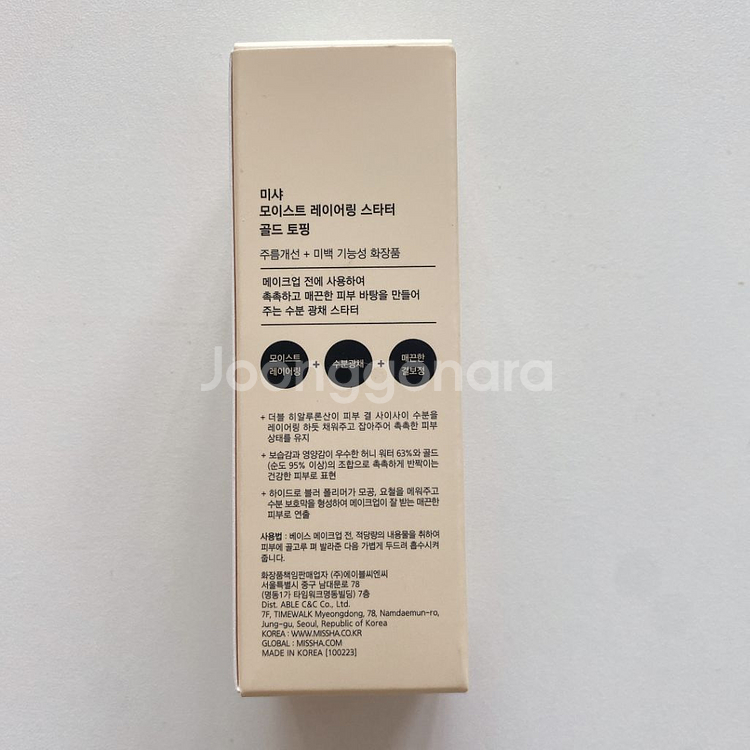 미샤
모이스트 레이어링 스타터
골드 토핑
주름개선 + 미백 기능성 화장품
메이크업 전에 사용하여
촉촉하고 매끈한 피부 바탕을 만들어
주는 수분 광채 스타터
모이스트
레이어링
+
수분광채
+
매끈한
결보정
Joonggonara
+ 더블 히알루론산이 피부 결 사이사이 수분을
레이어링 하듯 채워주고 잡아주어 촉촉한 피부
상태를 유지
+ 보습감과 영양감이 우수한 허니 워터 63%와 골드
(순도 95% 이상)의 조합으로 촉촉하게 반짝이는
건강한 피부로 표현
+ 하이드로 블러 폴리머가 모공, 요철을 메워주고
수분 보호막을 형성하여 메이크업이 잘 받는 매끈한
피부로 연출
사용법 : 베이스 메이크업 전, 적당량의 내용물을 취하여
피부에 골고루 펴 발라준 다음 가볍게 두드려 흡수시켜
줍니다.
화장품책임판매업자 (주)에이블씨엔씨
서울특별시 중구 남대문로 78
(명동1가 타임워크명동빌딩) 7층
Dist. ABLE C&C Co., Ltd.
7F, TIMEWALK Myeongdong, 78, Namdaemun-ro,
Jung-gu, Seoul, Republic of Korea
KOREA : WWW.MISSHA.CO.KR
GLOBAL : MISSHA.COM
MADE IN KOREA [100223]